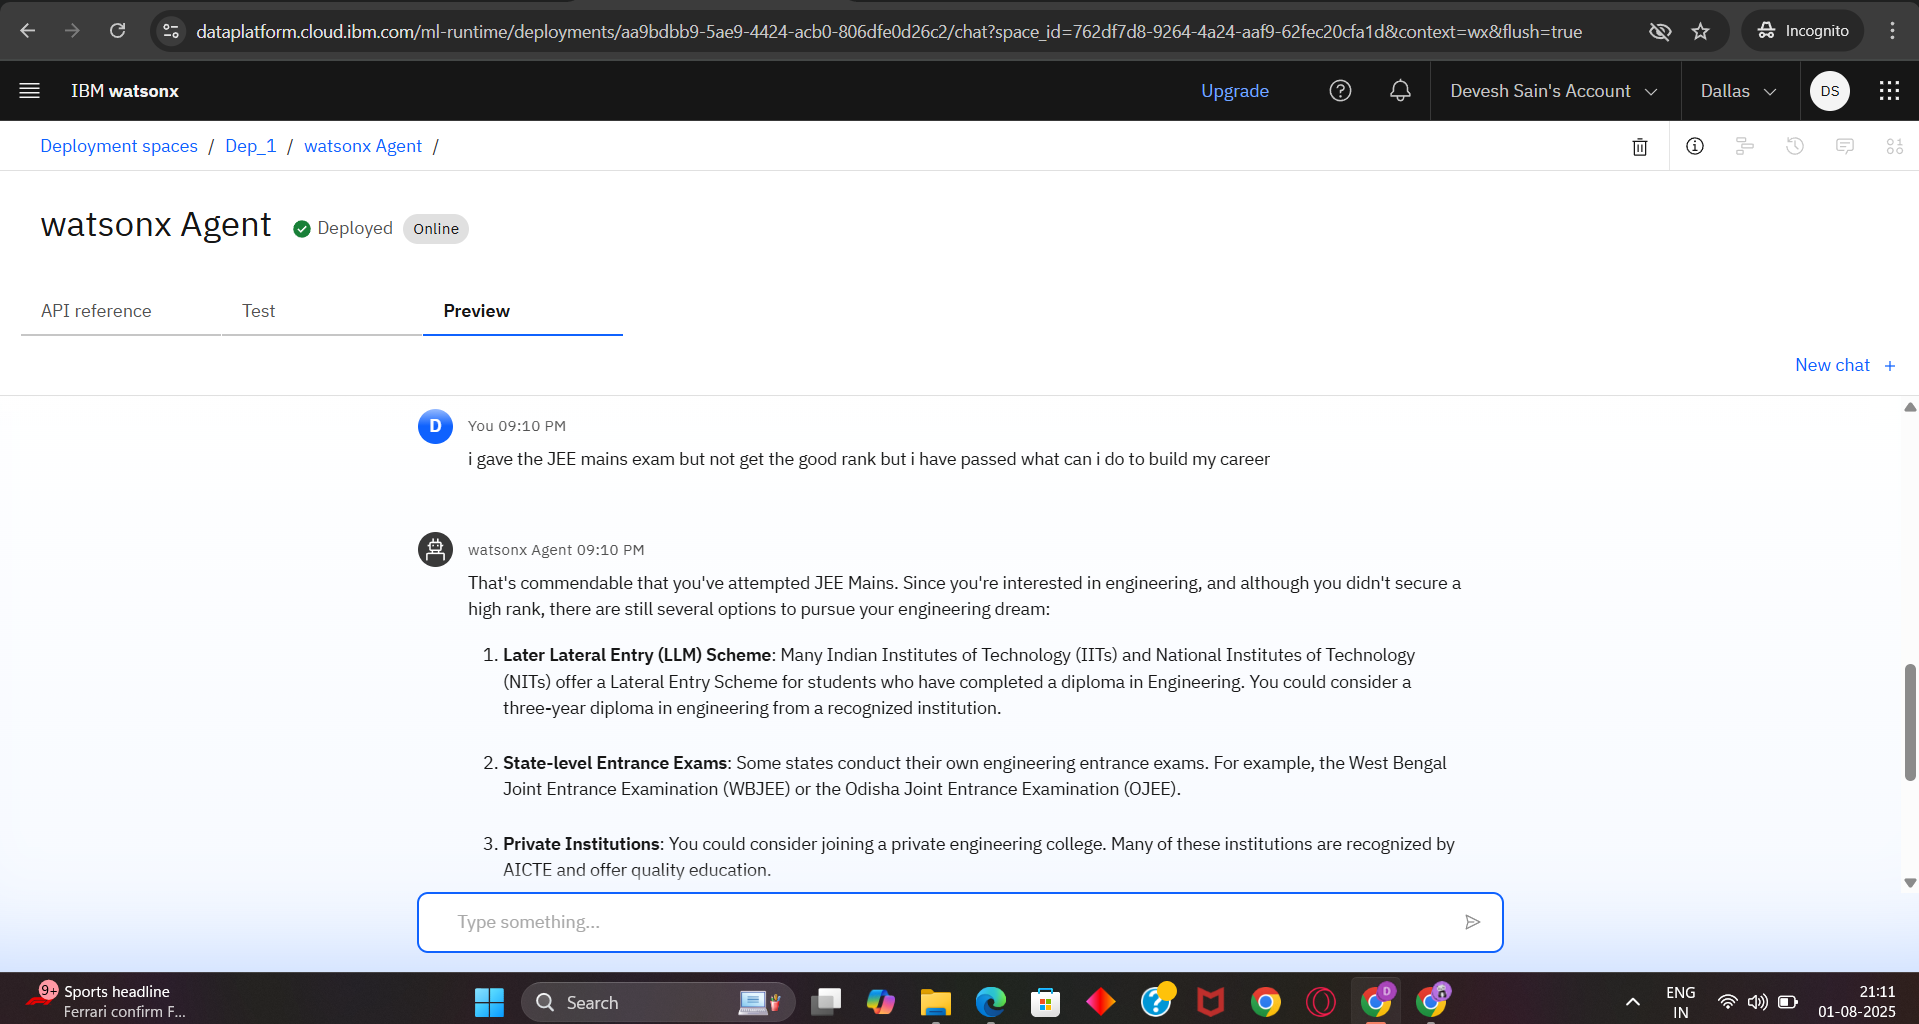 dataplatform.cloud.ibm.com/ml-runtime/deployments/aa9bdbb9-5ae9-4424-acb0-806dfe0d26c2/chat?space_id=762df7d8-9264-4a24-aaf9-62fec20cfa1d&context=wx&flush=true
Incognito
IBM watsonx
Upgrade
Devesh Sain's Account
Dallas
DS
Deployment spaces / Dep_1 / watsonx Agent /
watsonx Agent
Deployed
Online
API reference
Test
Preview
New chat +
D
You 09:10 PM
i gave the JEE mains exam but not get the good rank but i have passed what can i do to build my career
watsonx Agent 09:10 PM
That's commendable that you've attempted JEE Mains. Since you're interested in engineering, and although you didn't secure a
high rank, there are still several options to pursue your engineering dream:
1. Later Lateral Entry (LLM) Scheme: Many Indian Institutes of Technology (IITs) and National Institutes of Technology
(NITs) offer a Lateral Entry Scheme for students who have completed a diploma in Engineering. You could consider a
three-year diploma in engineering from a recognized institution.
2. State-level Entrance Exams: Some states conduct their own engineering entrance exams. For example, the West Bengal
Joint Entrance Examination (WBJEE) or the Odisha Joint Entrance Examination (OJEE).
3. Private Institutions: You could consider joining a private engineering college. Many of these institutions are recognized by
AICTE and offer quality education.
Type something...
9+
Sports headline
Ferrari confirm F...
Search
D
ENG
IN
21:11
01-08-2025